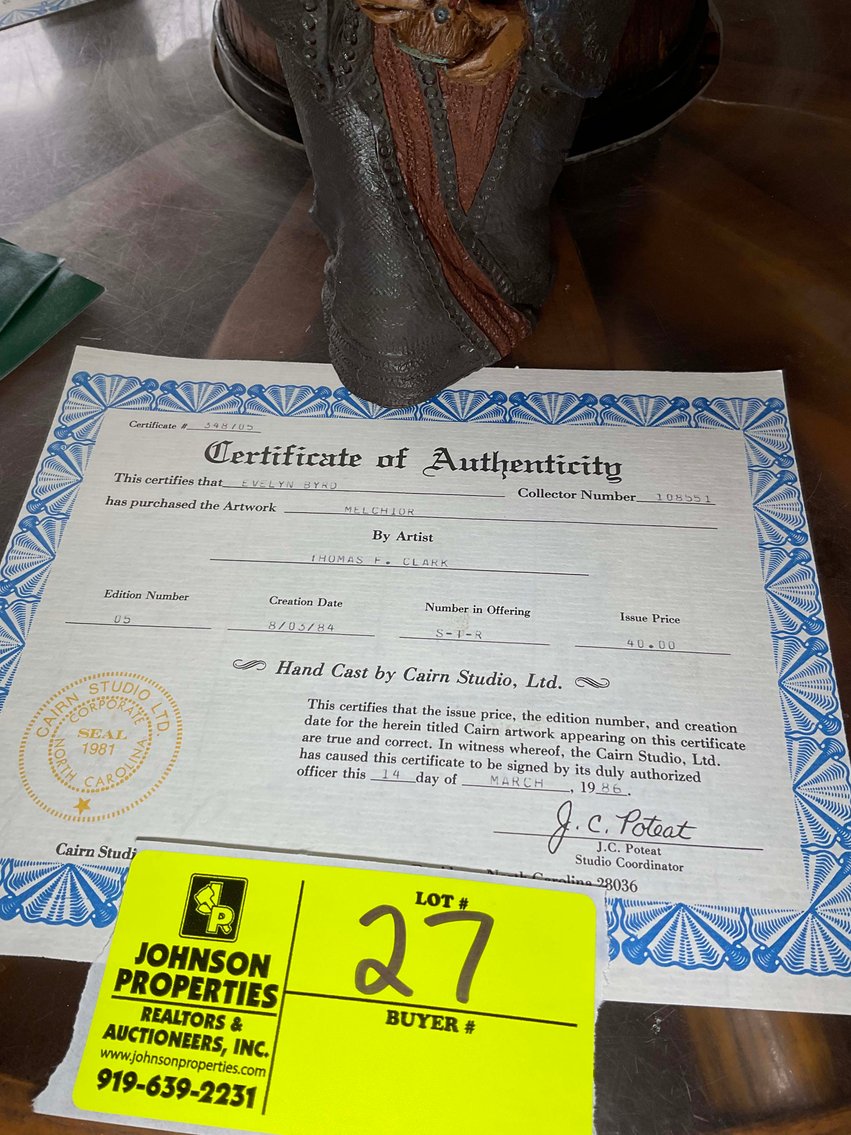 Certificate # 348/05
Certificate of Authenticity
This certifies that EVELYN BYRD Collector Number 108551
has purchased the Artwork MELCHIOR
By Artist
THOMAS F. CLARK
Edition Number Creation Date Number in Offering Issue Price
05 8/03/84 S-T-R 40.00
Hand Cast by Cairn Studio, Ltd.
CAIRN STUDIO LTD
CORPORATE
SEAL
1981
NORTH CAROLINA
This certifies that the issue price, the edition number, and creation
date for the herein titled Cairn artwork appearing on this certificate
are true and correct. In witness whereof, the Cairn Studio, Ltd.
has caused this certificate to be signed by its duly authorized
officer this 14 day of MARCH, 19 86.
J. C. Poteat
J.C. Poteat
Studio Coordinator
Cairn Studi North Carolina 28036
JOHNSON
PROPERTIES
REALTORS &
AUCTIONEERS, INC.
www.johnsonproperties.com
919-639-2231
LOT #
27
BUYER #